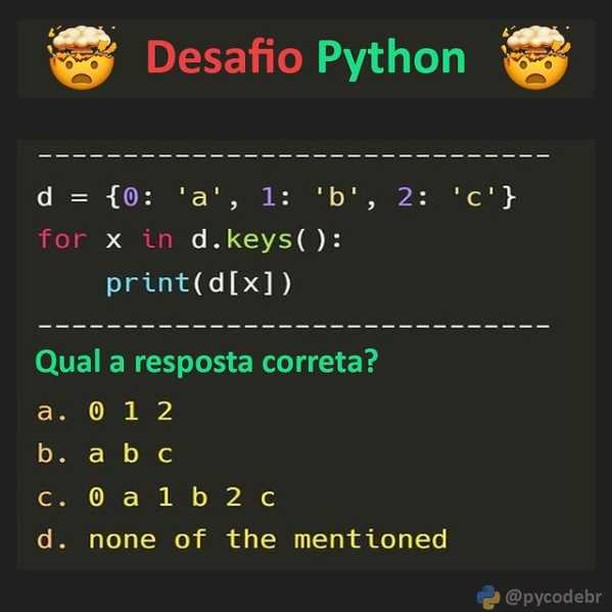 Desafio Python
------------------------------
d = {0: 'a', 1: 'b', 2: 'c'}
for x in d.keys():
    print(d[x])
------------------------------
Qual a resposta correta?
a. 0 1 2
b. a b c
c. 0 a 1 b 2 c
d. none of the mentioned
@pycodebr